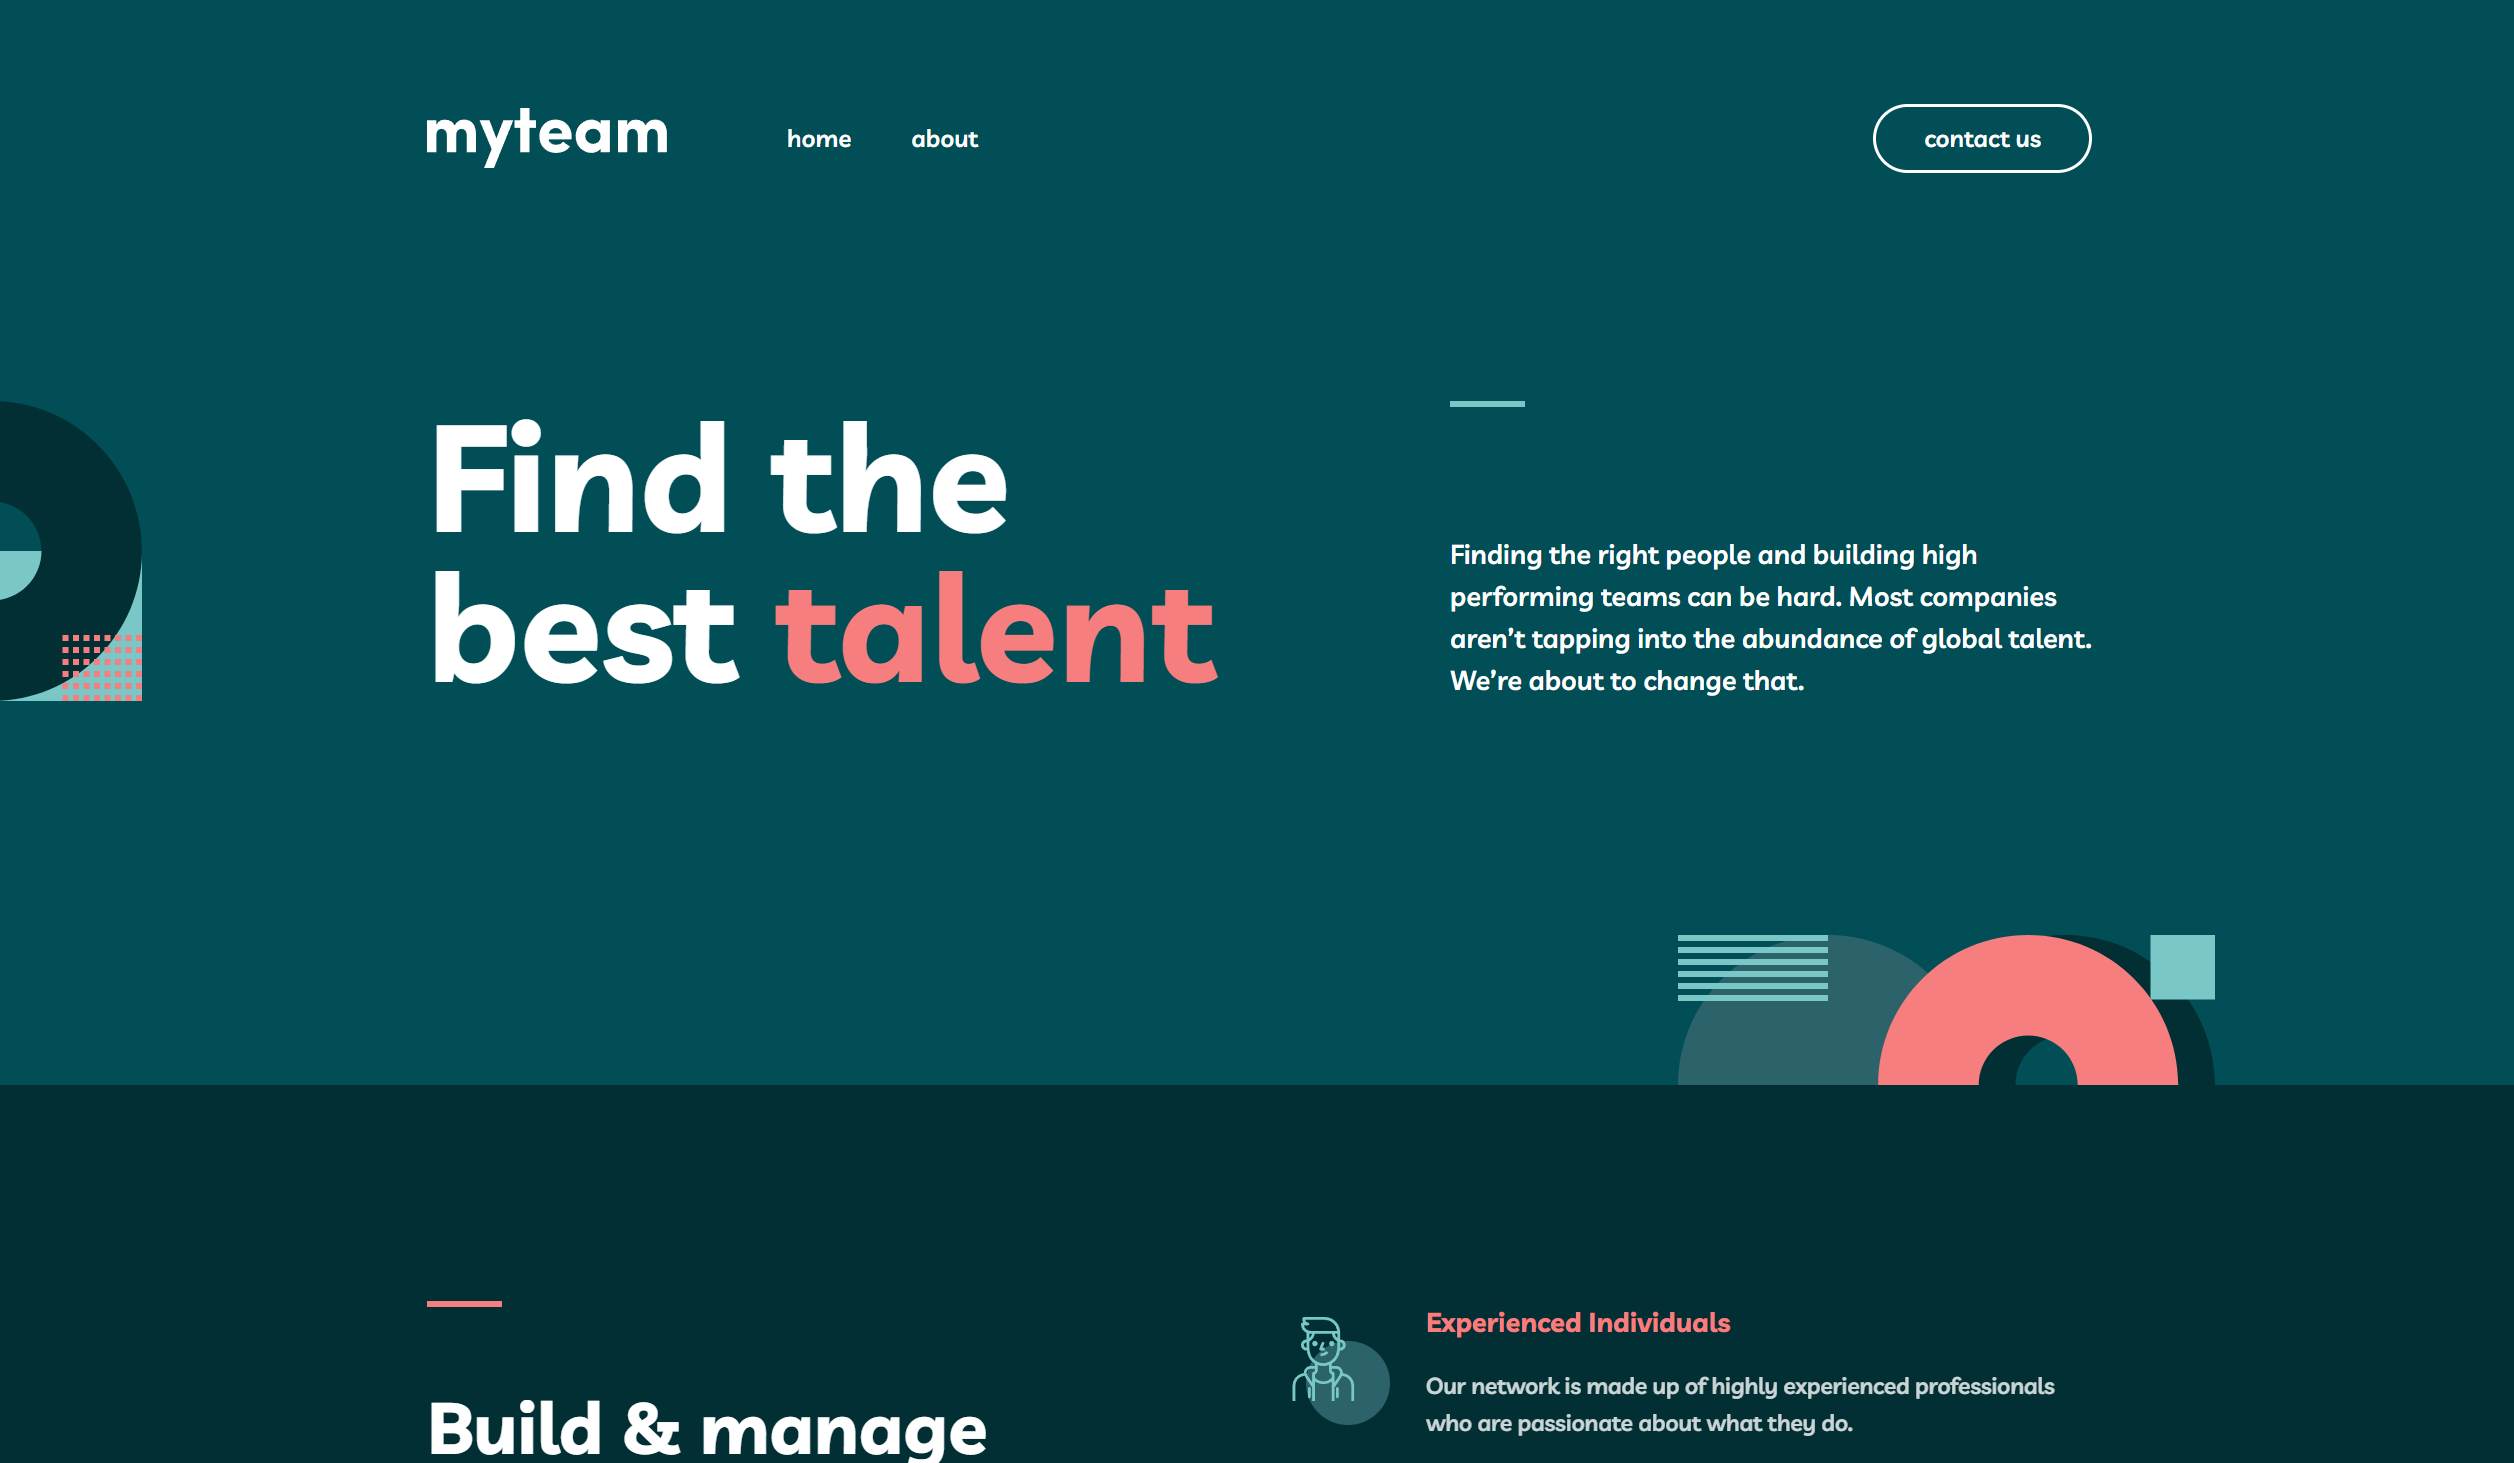 myteam
home
about
contact us
Find the
best talent
Finding the right people and building high
performing teams can be hard. Most companies
aren’t tapping into the abundance of global talent.
We’re about to change that.
Build & manage
Experienced Individuals
Our network is made up of highly experienced professionals
who are passionate about what they do.